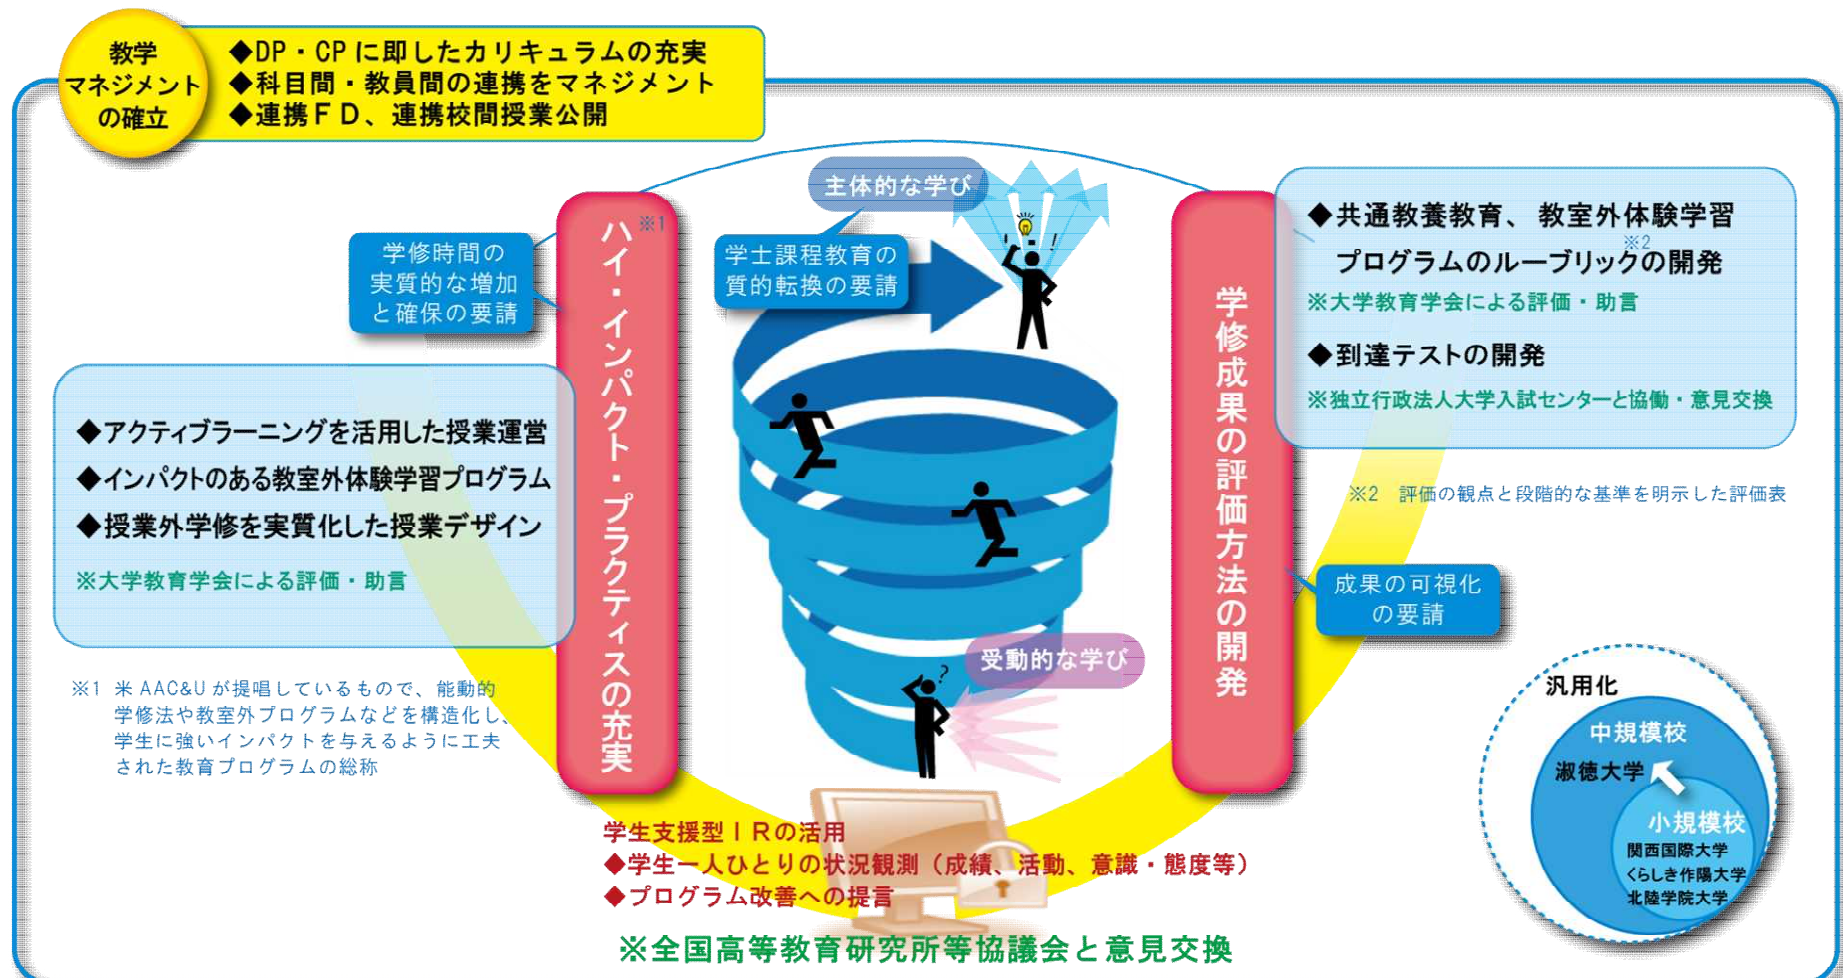 教学
マネジメント
の確立
◆DP・CPに即したカリキュラムの充実
◆科目間・教員間の連携をマネジメント
◆連携ＦＤ、連携校間授業公開
主体的な学び
学士課程教育の
質的転換の要請
学修時間の
実質的な増加
と確保の要請
ハイ・インパクト・プラクティスの充実
※1
◆アクティブラーニングを活用した授業運営
◆インパクトのある教室外体験学習プログラム
◆授業外学修を実質化した授業デザイン
※大学教育学会による評価・助言
※1 米AAC&Uが提唱しているもので、能動的
学修法や教室外プログラムなどを構造化し、
学生に強いインパクトを与えるように工夫
された教育プログラムの総称
学修成果の評価方法の開発
◆共通教養教育、教室外体験学習
プログラムのルーブリックの開発
※2
※大学教育学会による評価・助言
◆到達テストの開発
※独立行政法人大学入試センターと協働・意見交換
※2 評価の観点と段階的な基準を明示した評価表
成果の可視化
の要請
!
?
受動的な学び
学生支援型ＩＲの活用
◆学生一人ひとりの状況観測（成績、活動、意識・態度等）
◆プログラム改善への提言
※全国高等教育研究所等協議会と意見交換
汎用化
中規模校
淑徳大学
小規模校
関西国際大学
くらしき作陽大学
北陸学院大学